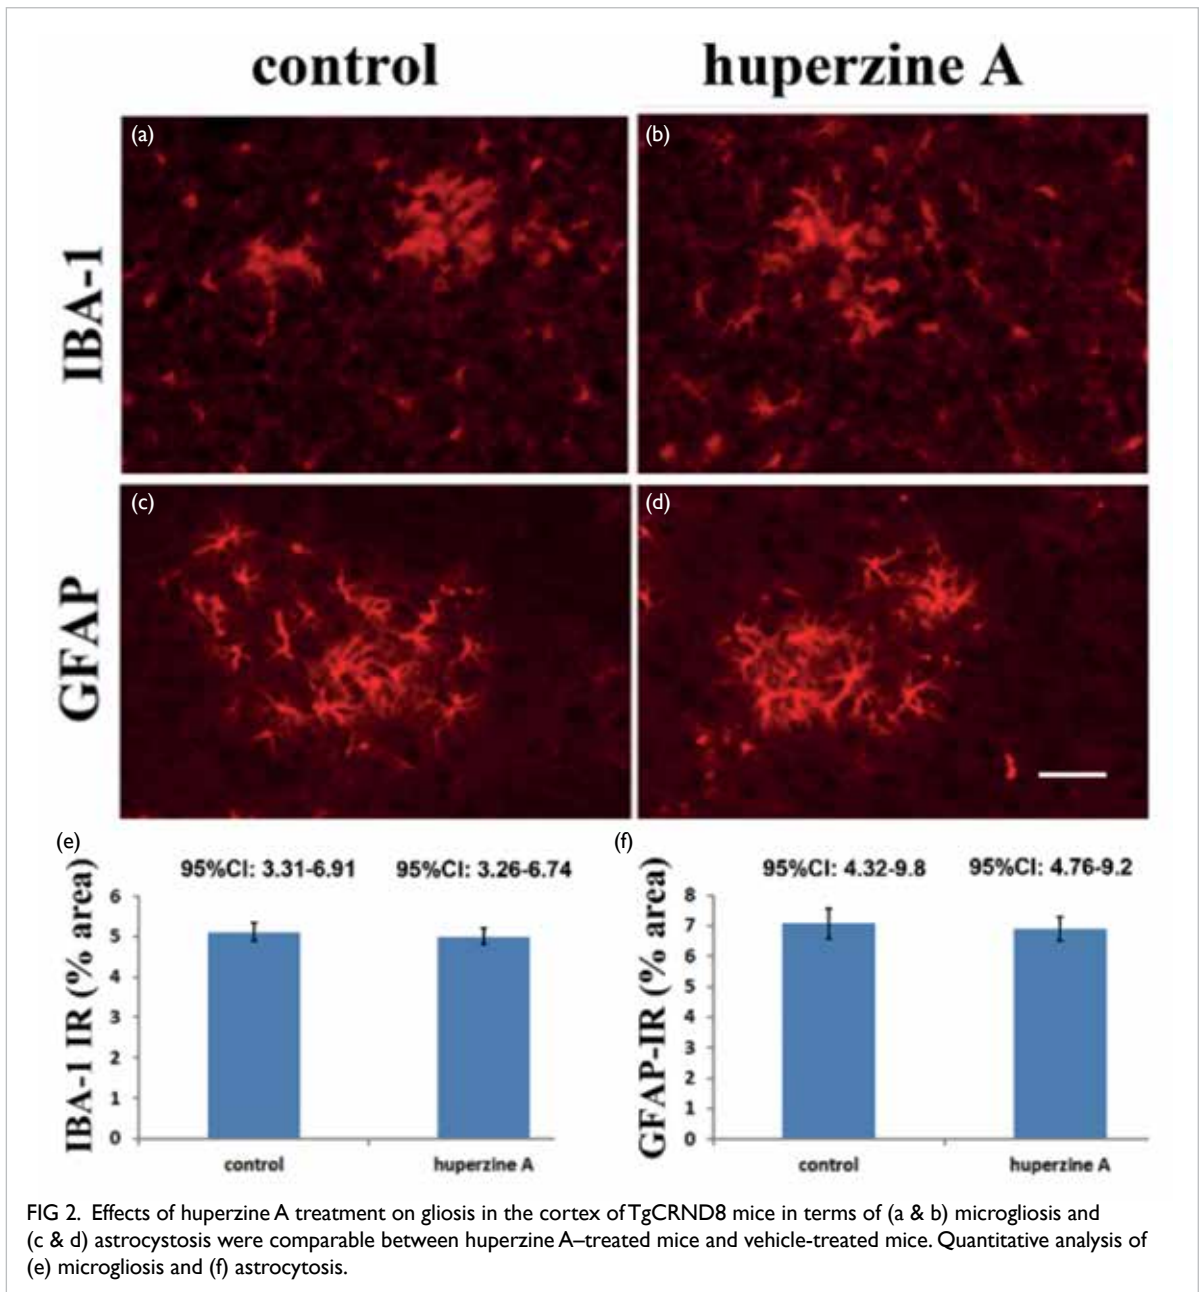 control
huperzine A
IBA-1
(a)
(b)
GFAP
(c)
(d)
(e)
95%CI: 3.31-6.91
95%CI: 3.26-6.74
IBA-1 IR (% area)
6
5
4
3
2
1
0
control
huperzine A
(f)
95%CI: 4.32-9.8
95%CI: 4.76-9.2
GFAP-IR (% area)
8
7
6
5
4
3
2
1
0
control
huperzine A
FIG 2. Effects of huperzine A treatment on gliosis in the cortex of TgCRND8 mice in terms of (a & b) microgliosis and
(c & d) astrocystosis were comparable between huperzine A–treated mice and vehicle-treated mice. Quantitative analysis of
(e) microgliosis and (f) astrocytosis.